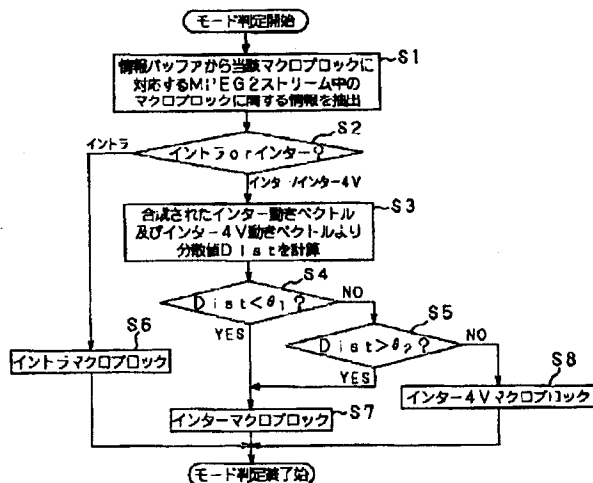 モード判定開始
S1
情報バッファから当該マクロブロックに
対応するMPEG2ストリーム中の
マクロブロックに関する情報を抽出
S2
イントラ
イントラorインター?
インター/インター4V
S3
合成されたインター動きベクトル
及びインター4V動きベクトルより
分散値Distを計算
S4
Dist<θ1?
NO
YES
S5
Dist>θ2?
NO
YES
S6
イントラマクロブロック
S7
インターマクロブロック
S8
インター4Vマクロブロック
モード判定終了始